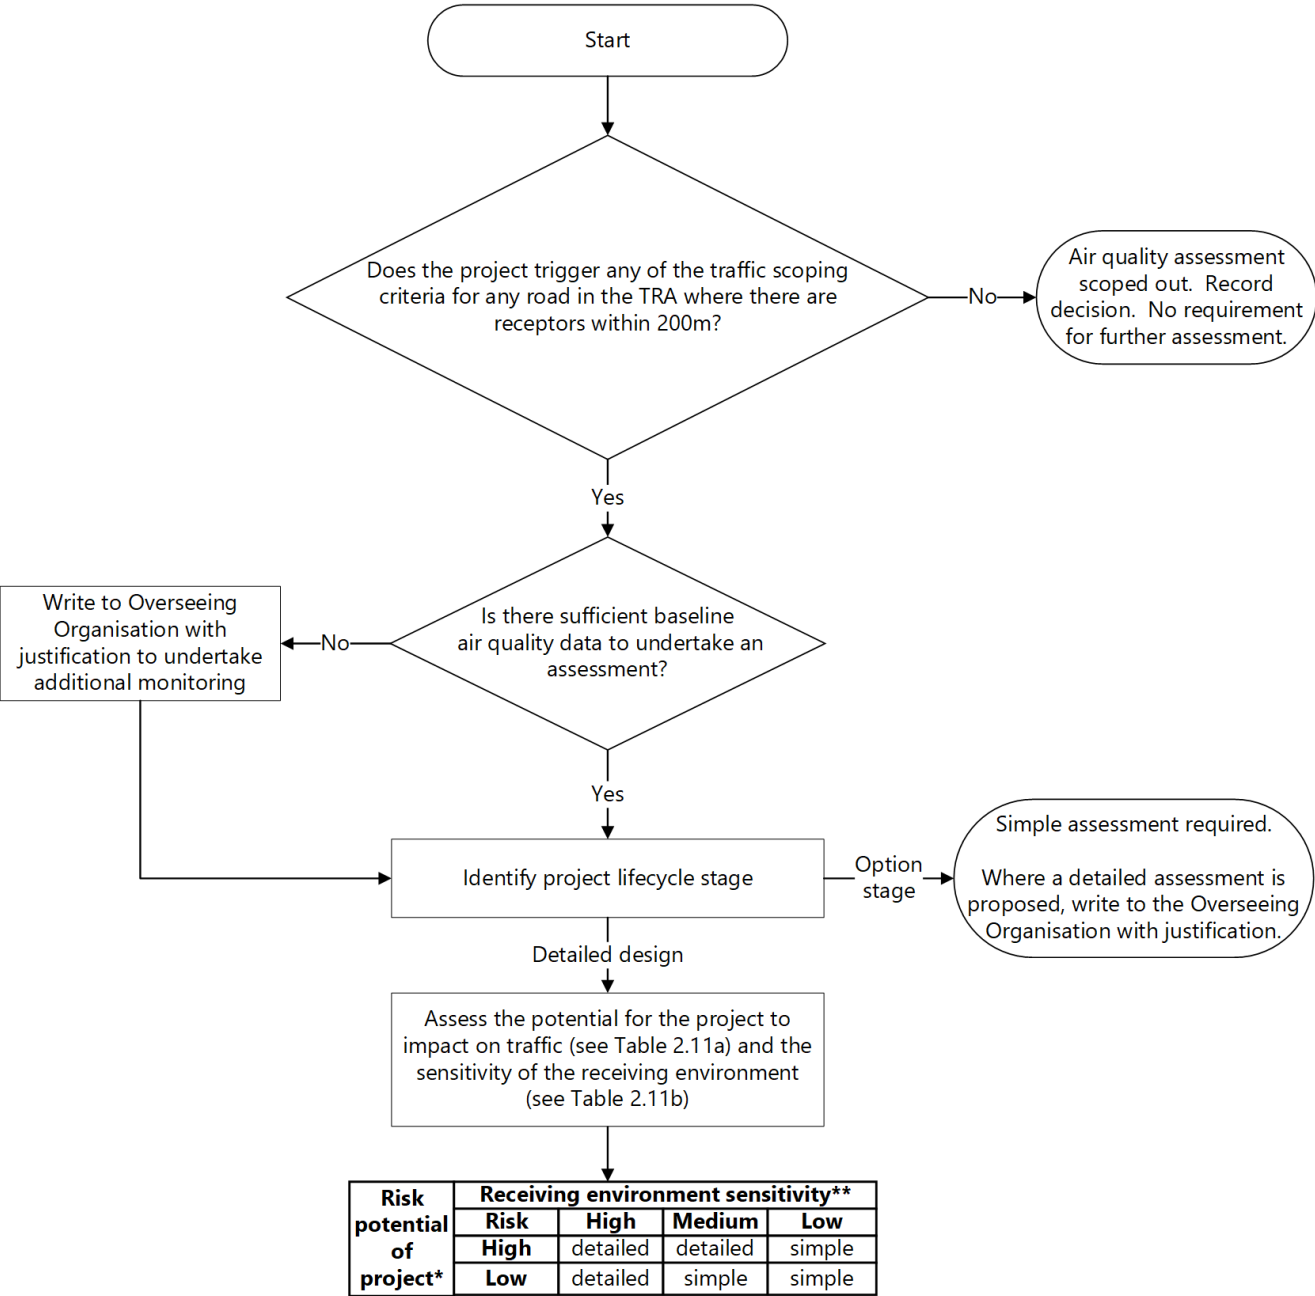 Start
Does the project trigger any of the traffic scoping
criteria for any road in the TRA where there are
receptors within 200m?
No
Air quality assessment
scoped out.  Record
decision.  No requirement
for further assessment.
Yes
Is there sufficient baseline
air quality data to undertake an
assessment?
No
Write to Overseeing
Organisation with
justification to undertake
additional monitoring
Yes
Identify project lifecycle stage
Option
stage
Simple assessment required.
Where a detailed assessment is
proposed, write to the Overseeing
Organisation with justification.
Detailed design
Assess the potential for the project to
impact on traffic (see Table 2.11a) and the
sensitivity of the receiving environment
(see Table 2.11b)
Risk
potential
of
project*
Receiving environment sensitivity**
Risk High Medium Low
High detailed detailed simple
Low detailed simple simple